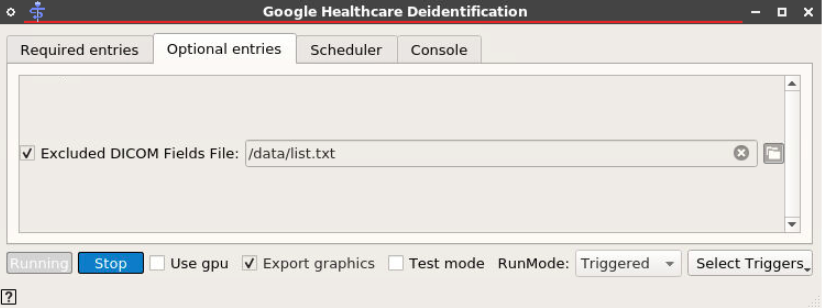 Google Healthcare Deidentification
Required entries Optional entries Scheduler Console
Excluded DICOM Fields File: /data/list.txt
Running Stop Use gpu Export graphics Test mode RunMode: Triggered Select Triggers
?